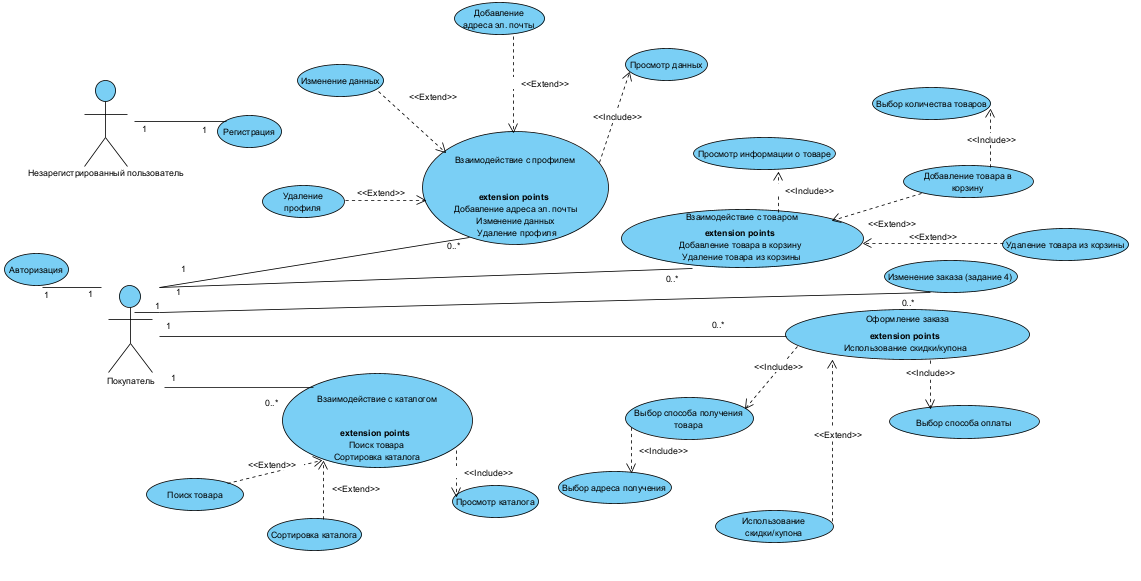 Добавление
адреса эл. почты
<<Extend>>
Просмотр данных
<<Include>>
Изменение данных
<<Extend>>
Незарегистрированный пользователь
1
1
Регистрация
Взаимодействие с профилем
extension points
Добавление адреса эл. почты
Изменение данных
Удаление профиля
Удаление
профиля
<<Extend>>
Выбор количества товаров
<<Include>>
Просмотр информации о товаре
<<Include>>
Добавление товара в
корзину
<<Extend>>
Взаимодействие с товаром
extension points
Добавление товара в корзину
Удаление товара из корзины
<<Extend>>
Удаление товара из корзины
Авторизация
1
1
Покупатель
1
0..*
1
0..*
1
0..*
Изменение заказа (задание 4)
1
0..*
Оформление заказа
extension points
Использование скидки/купона
<<Include>>
<<Include>>
Выбор способа получения
товара
Выбор способа оплаты
<<Extend>>
<<Include>>
Выбор адреса получения
Использование
скидки/купона
1
0..*
Взаимодействие с каталогом
extension points
Поиск товара
Сортировка каталога
<<Extend>>
<<Include>>
<<Extend>>
Поиск товара
Просмотр каталога
Сортировка каталога